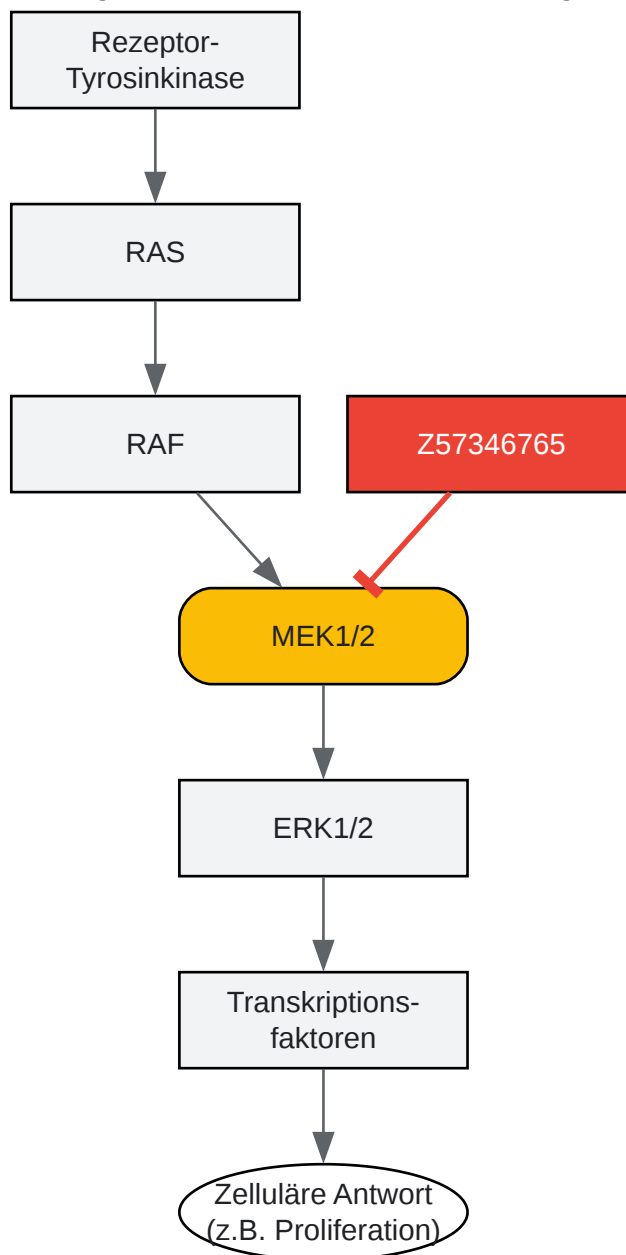 Rezeptor-
Tyrosinkinase
RAS
RAF
Z57346765
MEK1/2
ERK1/2
Transkriptions-
faktoren
Zelluläre Antwort
(z.B. Proliferation)